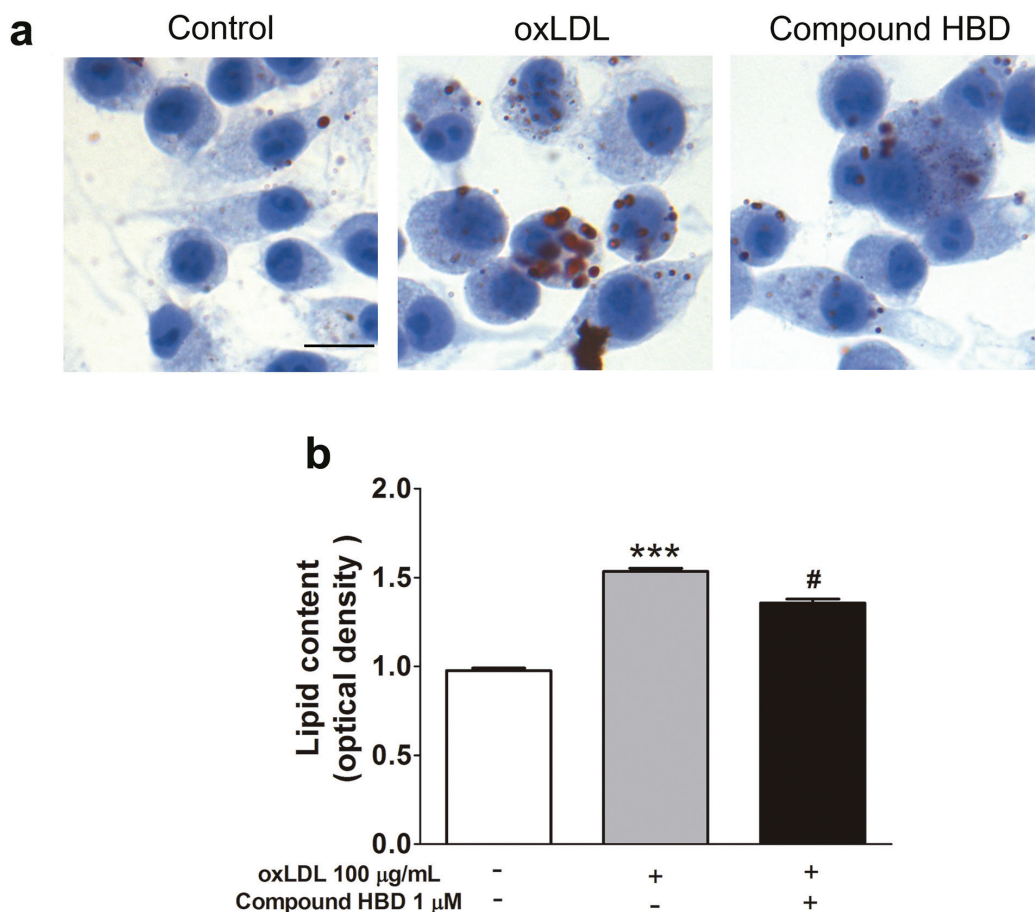 a
Control
oxLDL
Compound HBD
b
Lipid content
(optical density )
2.0
1.5
1.0
0.5
0.0
***
#
oxLDL 100 μg/mL - + +
Compound HBD 1 μM - - +